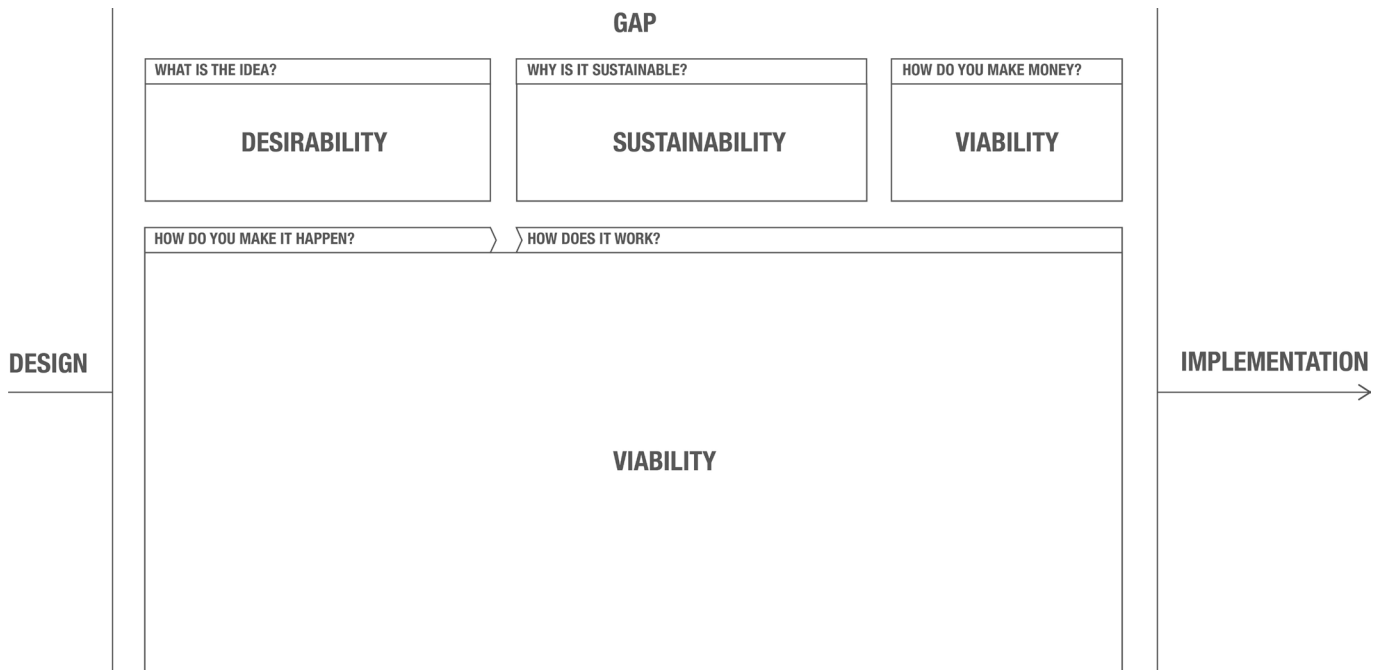 GAP
WHAT IS THE IDEA?
DESIRABILITY
WHY IS IT SUSTAINABLE?
SUSTAINABILITY
HOW DO YOU MAKE MONEY?
VIABILITY
HOW DO YOU MAKE IT HAPPEN?
HOW DOES IT WORK?
VIABILITY
DESIGN
IMPLEMENTATION